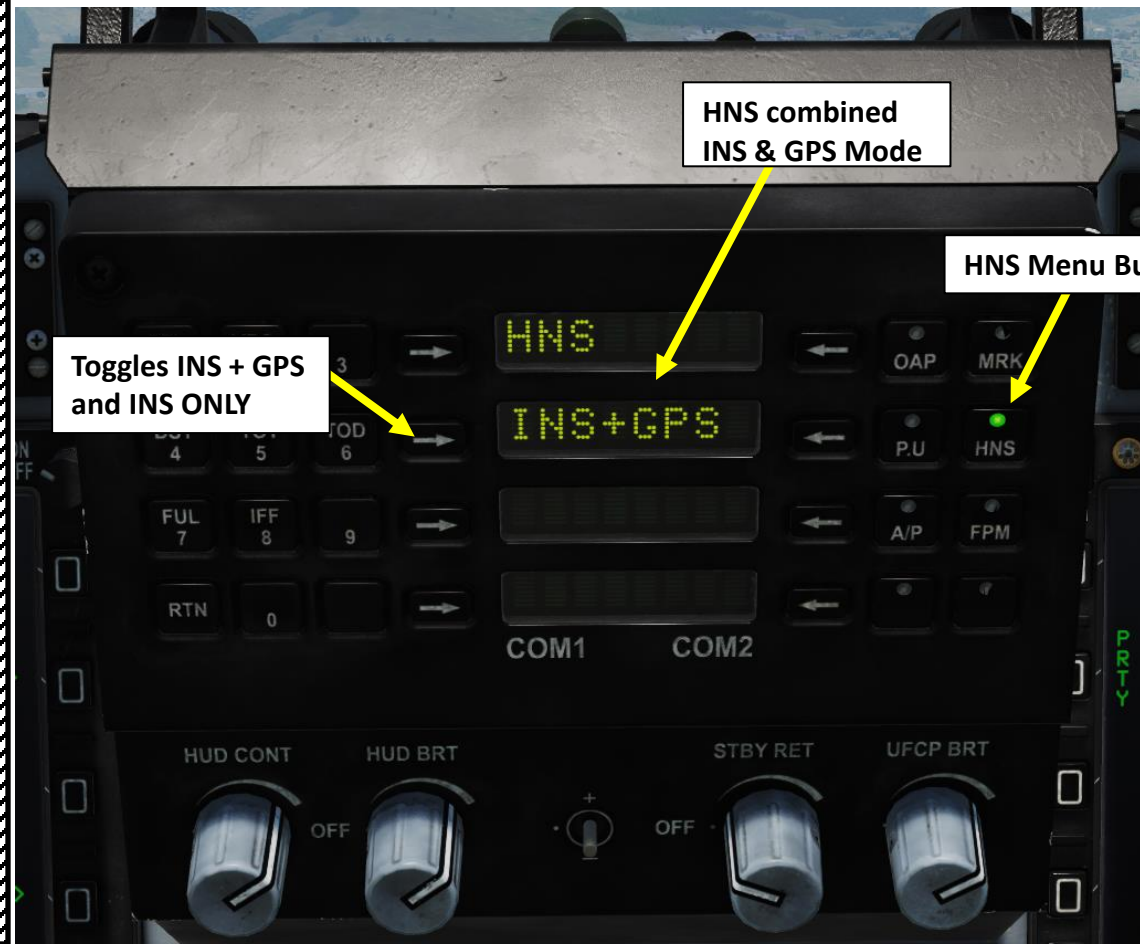 HNS combined
INS & GPS Mode
HNS Menu Bu
Toggles INS + GPS
and INS ONLY
3
HNS
OAP
MRK
4
5
TOD
6
INS+GPS
P.U
HNS
FUL
7
IFF
8
9
A/P
FPM
RTN
0
COM1
COM2
PRTY
HUD CONT
HUD BRT
STBY RET
UFCP BRT
OFF
+
OFF